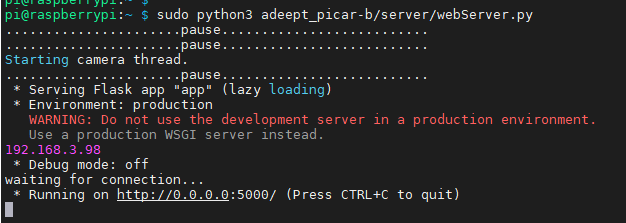 pi@raspberrypi:~ $
pi@raspberrypi:~ $ sudo python3 adeept_picar-b/server/webServer.py
.........................pause..........................
.........................pause..........................
Starting camera thread.
.........................pause..........................
 * Serving Flask app "app" (lazy loading)
 * Environment: production
   WARNING: Do not use the development server in a production environment.
   Use a production WSGI server instead.
192.168.3.98
 * Debug mode: off
waiting for connection...
 * Running on http://0.0.0.0:5000/ (Press CTRL+C to quit)